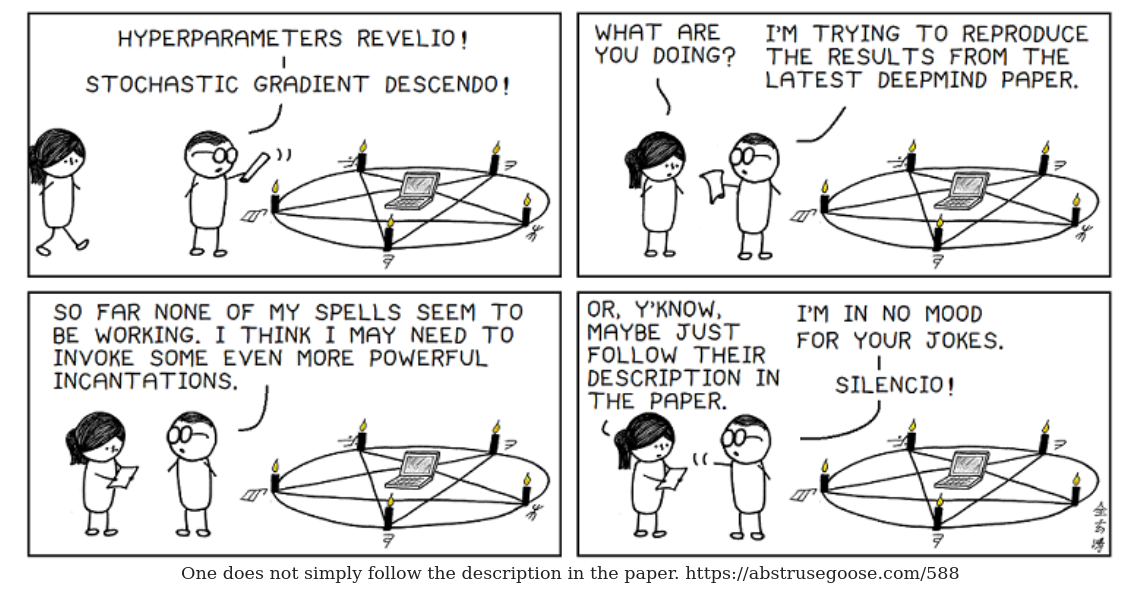 HYPERPARAMETERS REVELIO!
STOCHASTIC GRADIENT DESCENDO!
WHAT ARE
YOU DOING?
I'M TRYING TO REPRODUCE
THE RESULTS FROM THE
LATEST DEEPMIND PAPER.
SO FAR NONE OF MY SPELLS SEEM TO
BE WORKING. I THINK I MAY NEED TO
INVOKE SOME EVEN MORE POWERFUL
INCANTATIONS.
OR, Y'KNOW,
MAYBE JUST
FOLLOW THEIR
DESCRIPTION IN
THE PAPER.
I'M IN NO MOOD
FOR YOUR JOKES.
SILENCIO!
One does not simply follow the description in the paper. https://abstrusegoose.com/588